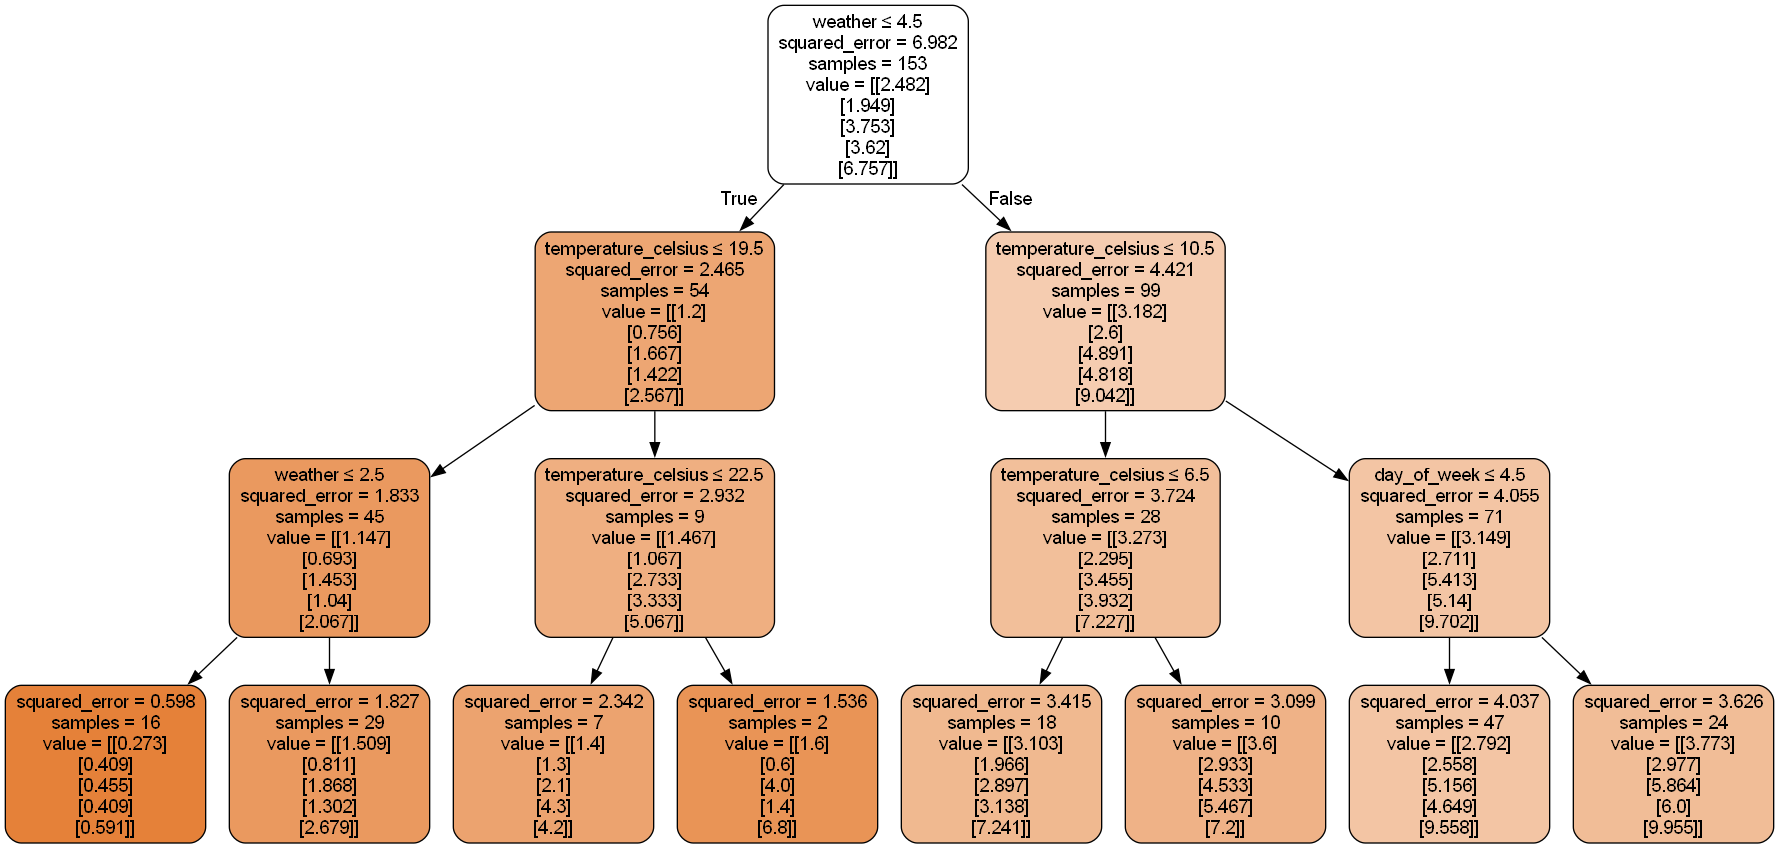 weather ≤ 4.5
squared_error = 6.982
samples = 153
value = [[2.482]
[1.949]
[3.753]
[3.62]
[6.757]]
True
False
temperature_celsius ≤ 19.5
squared_error = 2.465
samples = 54
value = [[1.2]
[0.756]
[1.667]
[1.422]
[2.567]]
temperature_celsius ≤ 10.5
squared_error = 4.421
samples = 99
value = [[3.182]
[2.6]
[4.891]
[4.818]
[9.042]]
weather ≤ 2.5
squared_error = 1.833
samples = 45
value = [[1.147]
[0.693]
[1.453]
[1.04]
[2.067]]
temperature_celsius ≤ 22.5
squared_error = 2.932
samples = 9
value = [[1.467]
[1.067]
[2.733]
[3.333]
[5.067]]
temperature_celsius ≤ 6.5
squared_error = 3.724
samples = 28
value = [[3.273]
[2.295]
[3.455]
[3.932]
[7.227]]
day_of_week ≤ 4.5
squared_error = 4.055
samples = 71
value = [[3.149]
[2.711]
[5.413]
[5.14]
[9.702]]
squared_error = 0.598
samples = 16
value = [[0.273]
[0.409]
[0.455]
[0.409]
[0.591]]
squared_error = 1.827
samples = 29
value = [[1.509]
[0.811]
[1.868]
[1.302]
[2.679]]
squared_error = 2.342
samples = 7
value = [[1.4]
[1.3]
[2.1]
[4.3]
[4.2]]
squared_error = 1.536
samples = 2
value = [[1.6]
[0.6]
[4.0]
[1.4]
[6.8]]
squared_error = 3.415
samples = 18
value = [[3.103]
[1.966]
[2.897]
[3.138]
[7.241]]
squared_error = 3.099
samples = 10
value = [[3.6]
[2.933]
[4.533]
[5.467]
[7.2]]
squared_error = 4.037
samples = 47
value = [[2.792]
[2.558]
[5.156]
[4.649]
[9.558]]
squared_error = 3.626
samples = 24
value = [[3.773]
[2.977]
[5.864]
[6.0]
[9.955]]